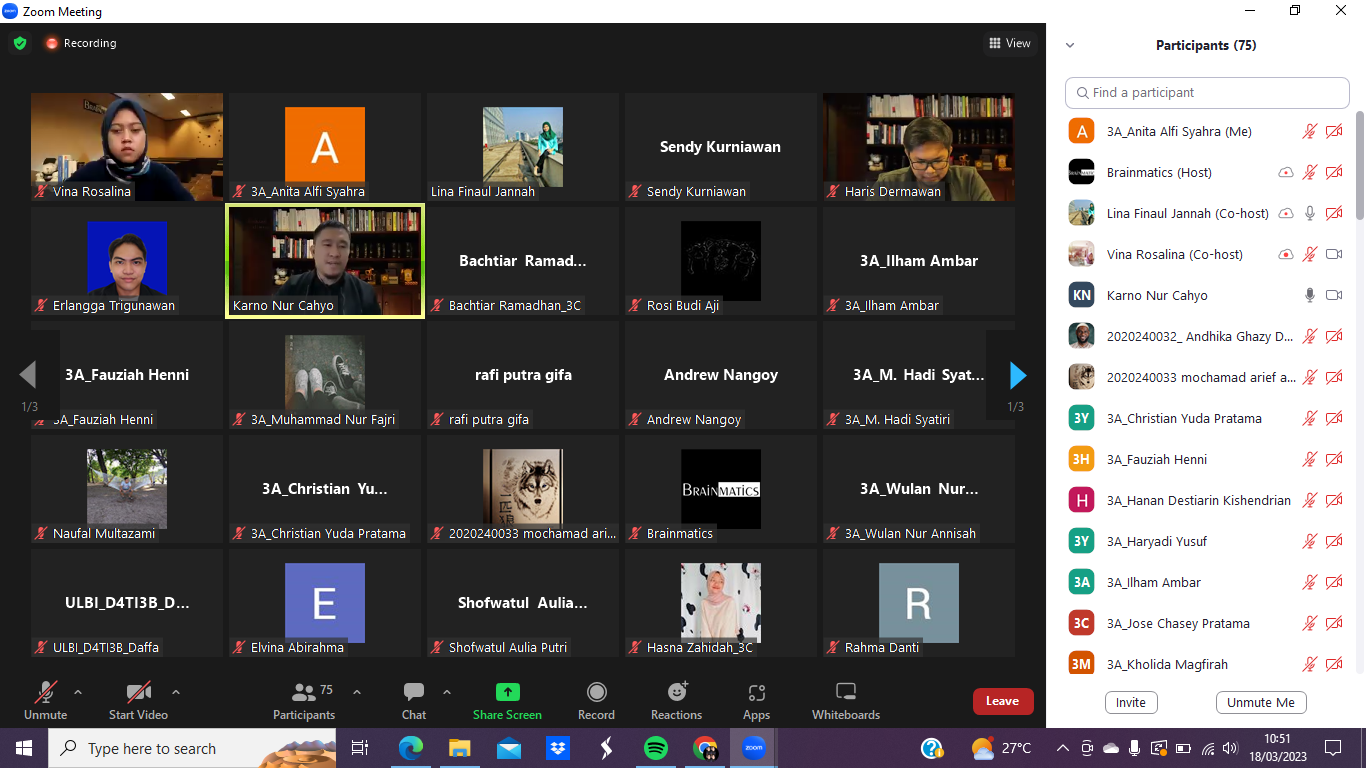 Zoom Meeting
Recording
View
Vina Rosalina
A
3A_Anita Alfi Syahra
Lina Finaul Jannah
Sendy Kurniawan
Sendy Kurniawan
Haris Dermawan
Erlangga Trigunawan
Karno Nur Cahyo
Bachtiar Ramad...
Bachtiar Ramadhan_3C
Rosi Budi Aji
3A_Ilham Ambar
3A_Ilham Ambar
1/3
3A_Fauziah Henni
3A_Fauziah Henni
3A_Muhammad Nur Fajri
rafi putra gifa
rafi putra gifa
Andrew Nangoy
Andrew Nangoy
3A_M. Hadi Syat...
3A_M. Hadi Syatiri
1/3
Naufal Multazami
3A_Christian Yu...
3A_Christian Yuda Pratama
2020240033 mochamad ari...
BRAINMATICS
Brainmatics
3A_Wulan Nur...
3A_Wulan Nur Annisah
ULBI_D4TI3B_D...
ULBI_D4TI3B_Daffa
E
Elvina Abirahma
Shofwatul Aulia...
Shofwatul Aulia Putri
Hasna Zahidah_3C
R
Rahma Danti
Unmute
Start Video
75
Participants
Chat
Share Screen
Record
Reactions
Apps
Whiteboards
Leave
Participants (75)
Find a participant
A 3A_Anita Alfi Syahra (Me)
Brainmatics (Host)
Lina Finaul Jannah (Co-host)
Vina Rosalina (Co-host)
KN Karno Nur Cahyo
2020240032_ Andhika Ghazy D...
2020240033 mochamad arief a...
3Y 3A_Christian Yuda Pratama
3H 3A_Fauziah Henni
H 3A_Hanan Destiarin Kishendrian
3Y 3A_Haryadi Yusuf
3A 3A_Ilham Ambar
3C 3A_Jose Chasey Pratama
3M 3A_Kholida Magfirah
Invite
Unmute Me
Type here to search
zoom
27°C
10:51
18/03/2023